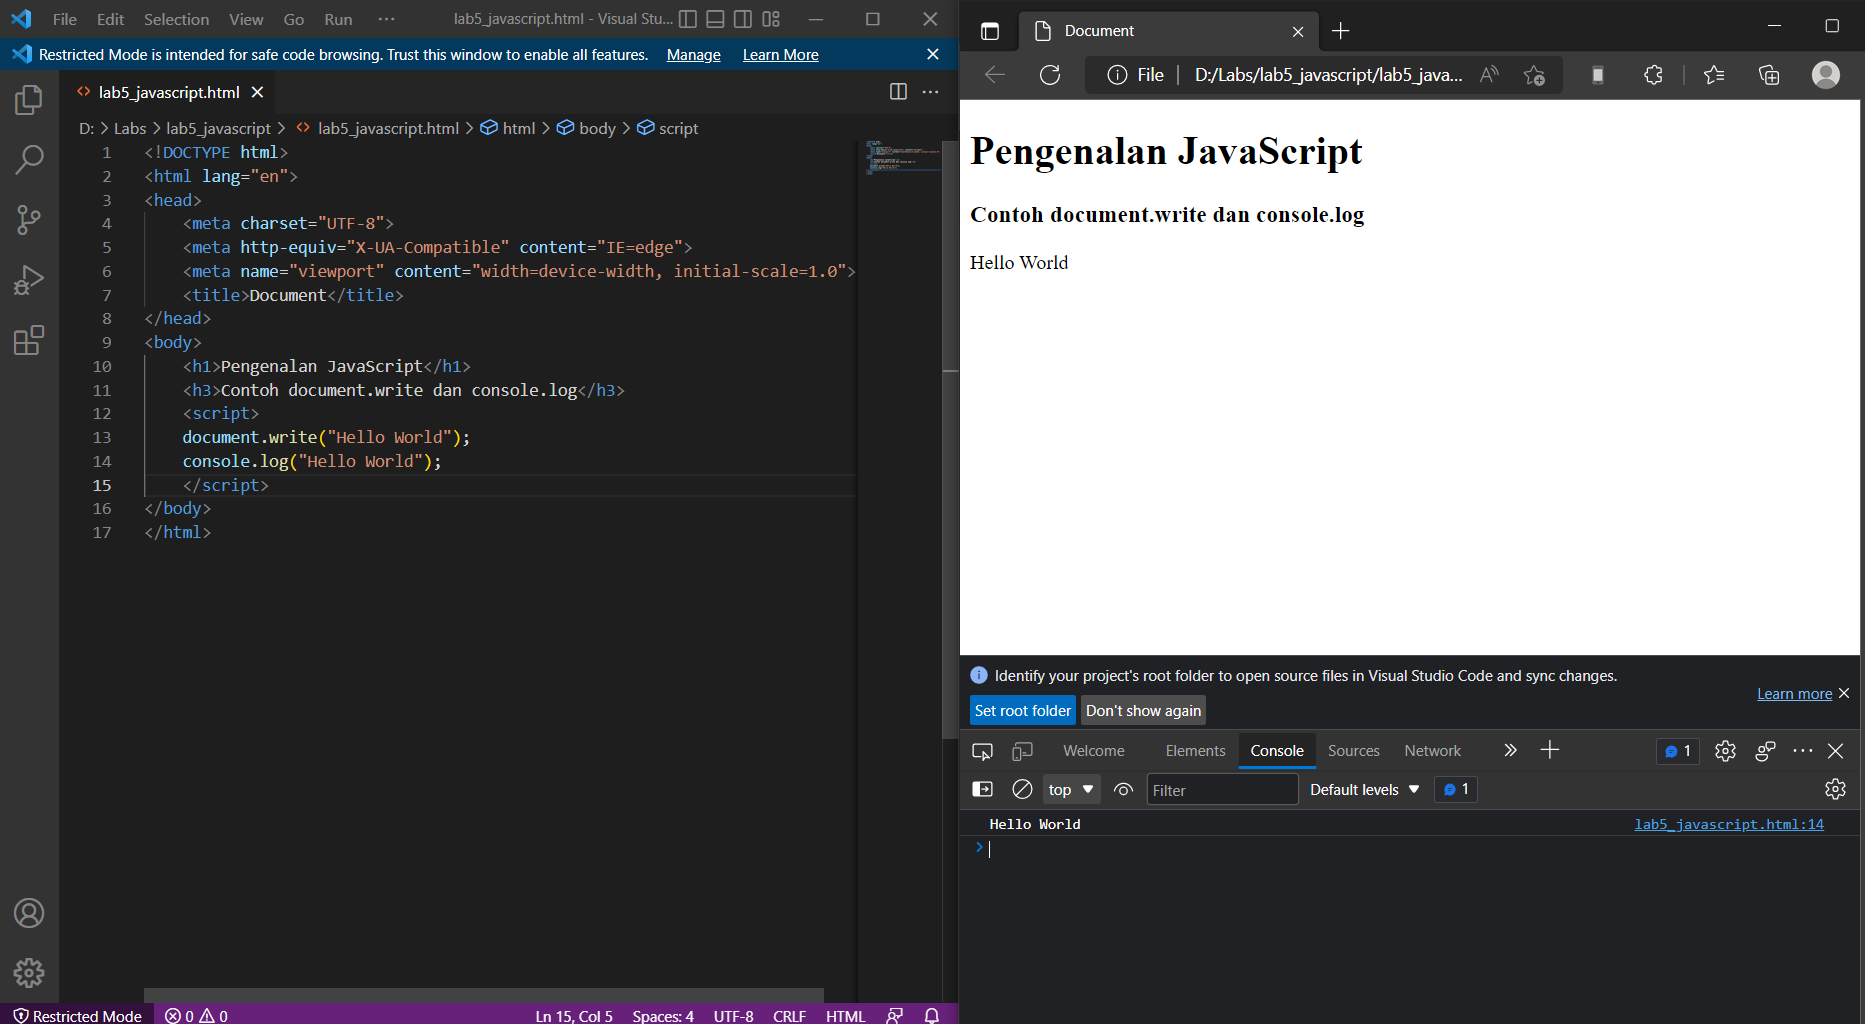 File Edit Selection View Go Run ··· lab5_javascript.html - Visual Stu...
Restricted Mode is intended for safe code browsing. Trust this window to enable all features. Manage Learn More
lab5_javascript.html
D: > Labs > lab5_javascript > lab5_javascript.html > html > body > script
1 <!DOCTYPE html>
2 <html lang="en">
3 <head>
4 <meta charset="UTF-8">
5 <meta http-equiv="X-UA-Compatible" content="IE=edge">
6 <meta name="viewport" content="width=device-width, initial-scale=1.0">
7 <title>Document</title>
8 </head>
9 <body>
10 <h1>Pengenalan JavaScript</h1>
11 <h3>Contoh document.write dan console.log</h3>
12 <script>
13 document.write("Hello World");
14 console.log("Hello World");
15 </script>
16 </body>
17 </html>
Restricted Mode 0 0 Ln 15, Col 5 Spaces: 4 UTF-8 CRLF HTML
Document
File D:/Labs/lab5_javascript/lab5_java...
Pengenalan JavaScript
Contoh document.write dan console.log
Hello World
Identify your project's root folder to open source files in Visual Studio Code and sync changes.
Learn more
Set root folder Don't show again
Welcome Elements Console Sources Network 1
top Filter Default levels 1
Hello World lab5_javascript.html:14
>